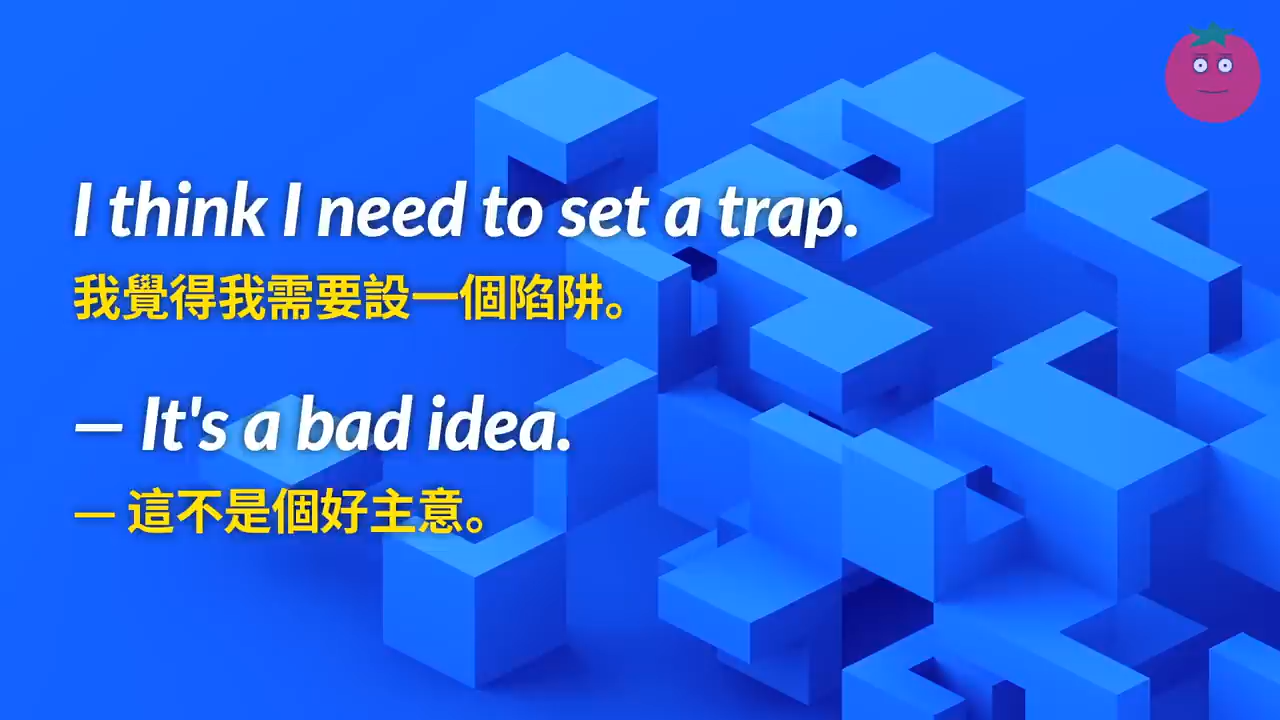 I think I need to set a trap.
我覺得我需要設一個陷阱。
— It's a bad idea.
— 這不是個好主意。